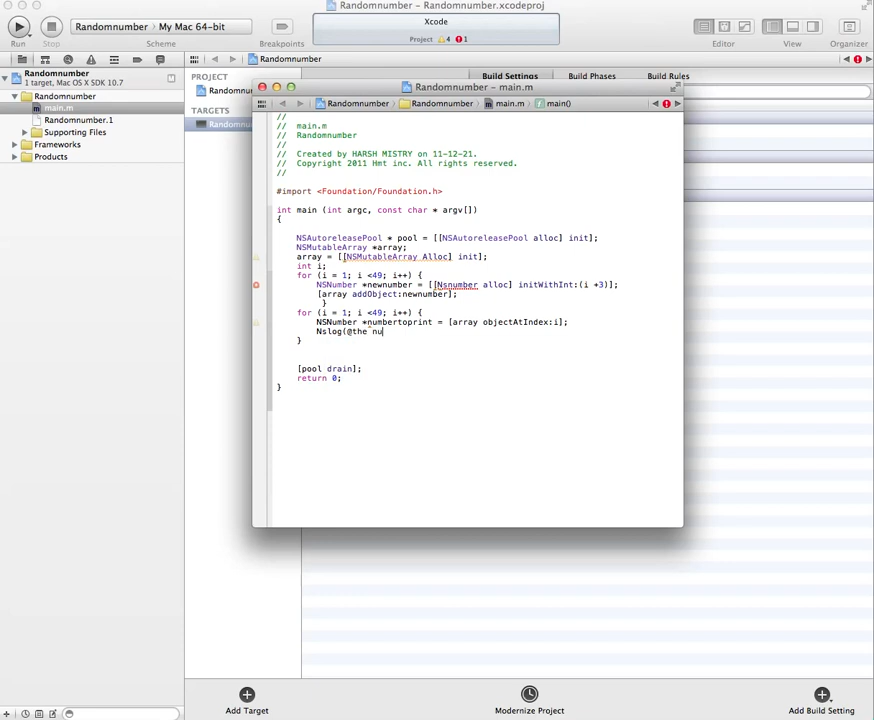 Randomnumber – Randomnumber.xcodeproj
Run
Stop
Randomnumber
My Mac 64-bit
Scheme
Breakpoints
Xcode
Project 4 1
Editor
View
Organizer
Randomnumber
Randomnumber
1 target, Mac OS X SDK 10.7
Randomnumber
main.m
Randomnumber.1
Supporting Files
Frameworks
Products
PROJECT
TARGETS
Build Settings
Build Phases
Build Rules
Randomnumber – main.m
Randomnumber
Randomnumber
main.m
main()
//
// main.m
// Randomnumber
//
// Created by HARSH MISTRY on 11-12-21.
// Copyright 2011 Hmt inc. All rights reserved.
//
#import <Foundation/Foundation.h>
int main (int argc, const char * argv[])
{
NSAutoreleasePool * pool = [[NSAutoreleasePool alloc] init];
NSMutableArray *array;
array = [[NSMutableArray Alloc] init];
int i;
for (i = 1; i <49; i++) {
NSNumber *newnumber = [[Nsnumber alloc] initWithInt:(i +3)];
[array addObject:newnumber];
}
for (i = 1; i <49; i++) {
NSNumber *numbertoprint = [array objectAtIndex:i];
Nslog(@the nu
}
[pool drain];
return 0;
}
Add Target
Modernize Project
Add Build Setting